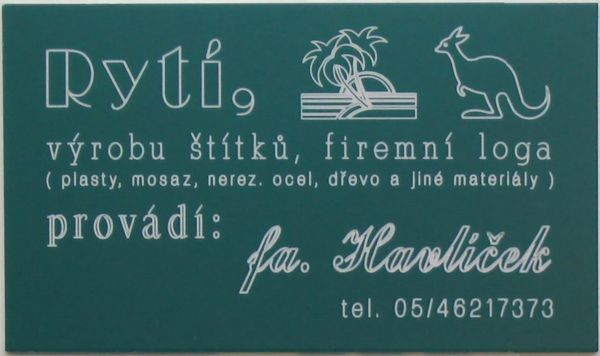 Rytí,
výrobu štítků, firemní loga
( plasty, mosaz, nerez. ocel, dřevo a jiné materiály )
provádí:
fa. Havlíček
tel. 05/46217373